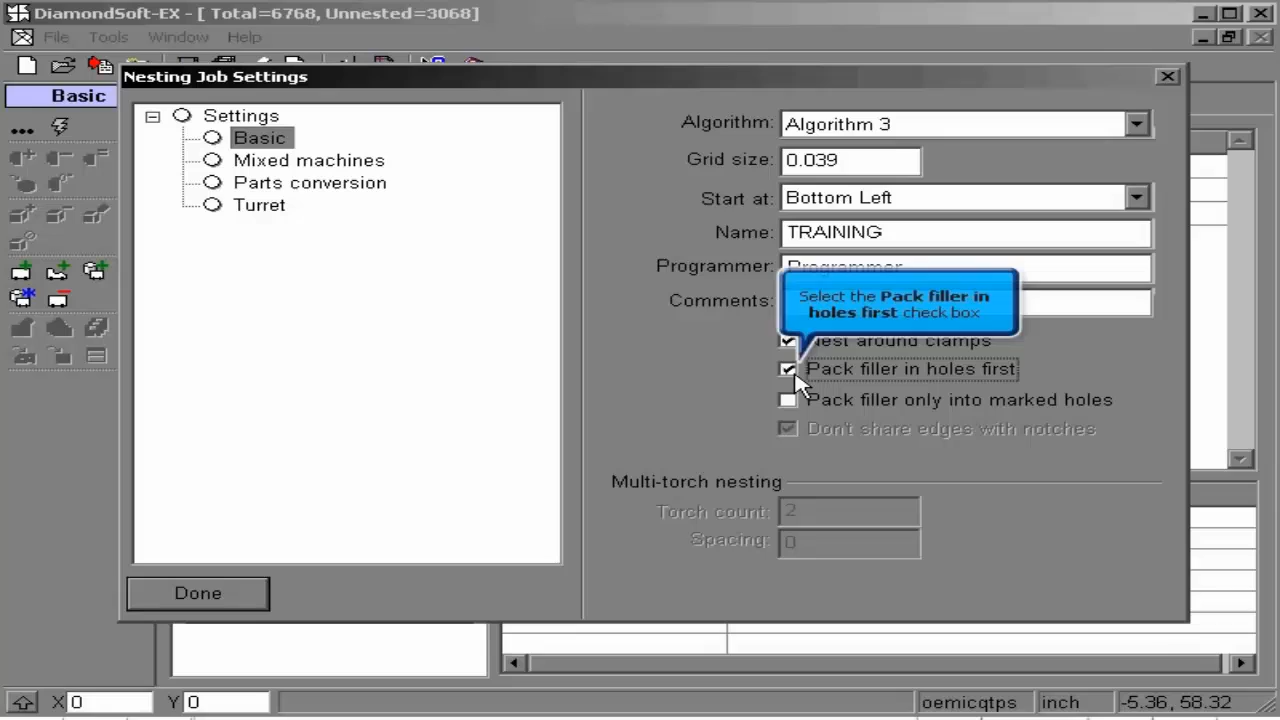 DiamondSoft-EX - [ Total=6768, Unnested=3068]
File Tools Window Help
Nesting Job Settings
Basic
Settings
Basic
Mixed machines
Parts conversion
Turret
Done
Algorithm: Algorithm 3
Grid size: 0.039
Start at: Bottom Left
Name: TRAINING
Programmer: Programmer
Comments:
Select the Pack filler in
holes first check box
Nest around clamps
Pack filler in holes first
Pack filler only into marked holes
Don't share edges with notches
Multi-torch nesting
Torch count: 2
Spacing: 0
X 0 Y 0 oemicqtps inch -5.36, 58.32